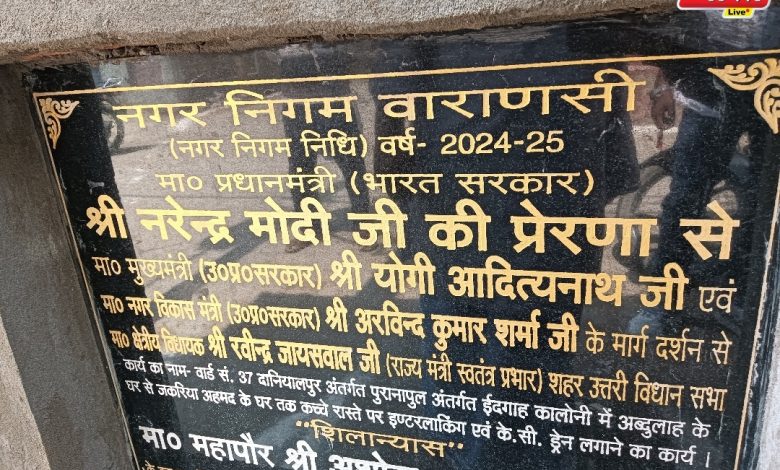 Live
नगर निगम वाराणसी
(नगर निगम निधि) वर्ष- 2024-25
मा० प्रधानमंत्री (भारत सरकार)
श्री नरेन्द्र मोदी जी की प्रेरणा से
मा० मुख्यमंत्री (उ०प्र०सरकार) श्री योगी आदित्यनाथ जी एवं
मा० नगर विकास मंत्री (उ०प्र०सरकार) श्री अरविन्द कुमार शर्मा जी के मार्ग दर्शन से
मा० क्षेत्रीय विधायक श्री रवीन्द्र जायसवाल जी (राज्य मंत्री स्वतंत्र प्रभार) शहर उत्तरी विधान सभा
कार्य का नाम- वार्ड सं. 37 दानियालपुर अंतर्गत पुरानापुल अंतर्गत ईदगाह कालोनी में अब्दुलाह के
घर से जकरिया अहमद के घर तक कच्चे रास्ते पर इण्टरलाकिंग एवं के.सी. ड्रेन लगाने का कार्य।
"शिलान्यास"
मा० महापौर श्री